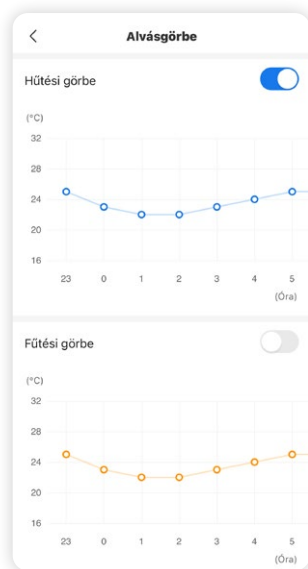 Alvásgörbe
Hűtési görbe
(°C)
32
28
24
20
16
23 0 1 2 3 4 5
(Óra)
Fűtési görbe
(°C)
32
28
24
20
16
23 0 1 2 3 4 5
(Óra)